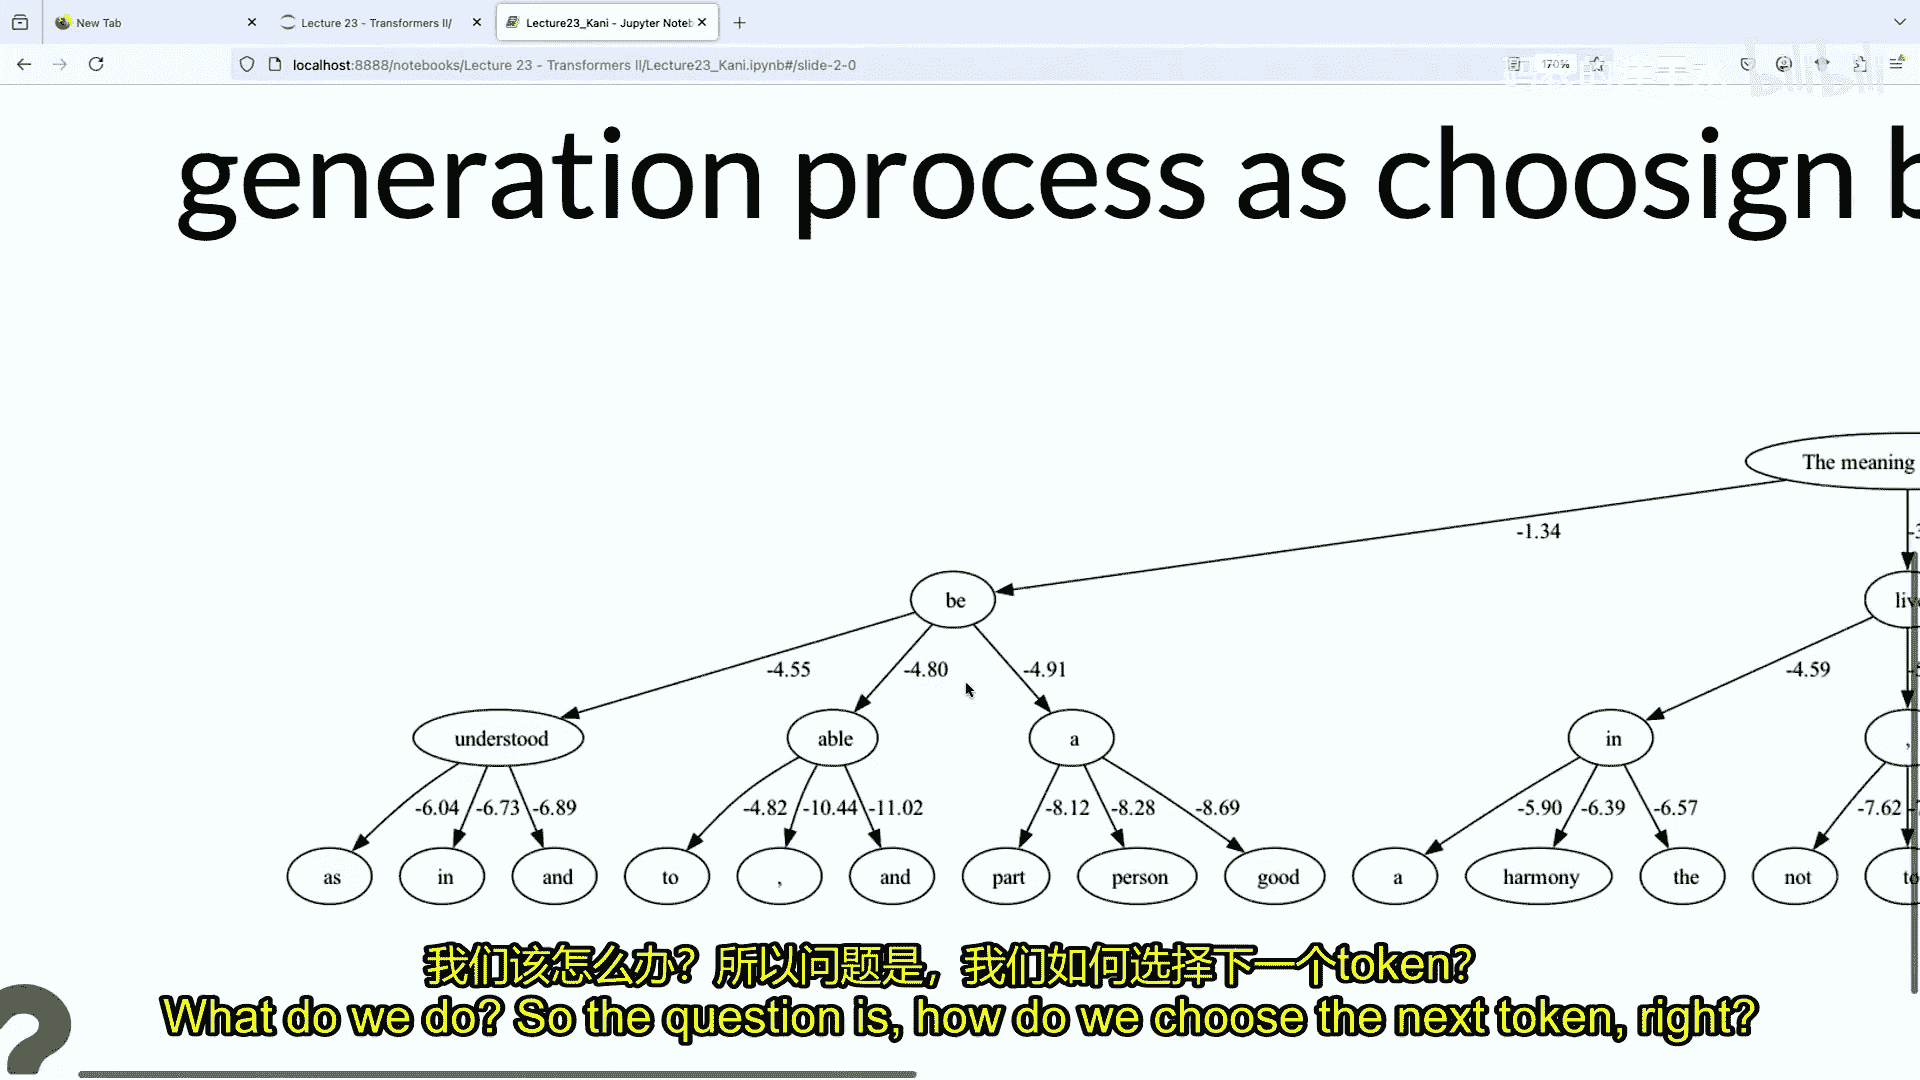 New Tab
Lecture 23 - Transformers II/
Lecture23_Kani - Jupyter Noteb
localhost:8888/notebooks/Lecture 23 - Transformers II/Lecture23_Kani.ipynb#/slide-2-0
170%
bilibili
generation process as choosign b
The meaning
-1.34
be
-4.55 -4.80 -4.91 -4.59
understood able a in ,
-6.04 -6.73 -6.89 -4.82 -10.44 -11.02 -8.12 -8.28 -8.69 -5.90 -6.39 -6.57 -7.62
as in and to , and part person good a harmony the not to
我们该怎么办？所以问题是，我们如何选择下一个token？
What do we do? So the question is, how do we choose the next token, right?
?